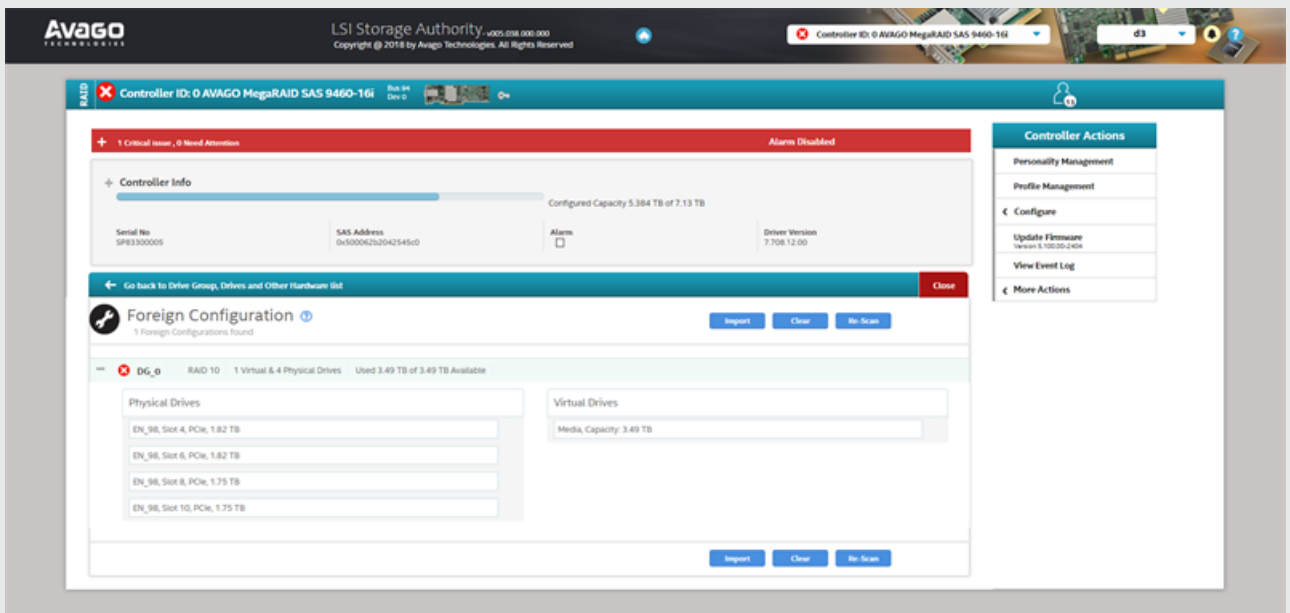 AVAGO
TECHNOLOGIES
LSI Storage Authority. v005.038.000.000
Copyright @ 2018 by Avago Technologies. All Rights Reserved
Controller ID: 0 AVAGO MegaRAID SAS 9460-16i
d3
RAID
Controller ID: 0 AVAGO MegaRAID SAS 9460-16i
Bus 94
Dev 0
13
1 Critical issue , 0 Need Attention
Alarm Disabled
Controller Info
Configured Capacity 5.384 TB of 7.13 TB
Serial No
SP83300005
SAS Address
0x500062b2042545c0
Alarm
Driver Version
7.708.12.00
Go back to Drive Group, Drives and Other Hardware list
Close
Foreign Configuration
1 Foreign Configurations found
Import Clear Re-Scan
DG_0 RAID 10 1 Virtual & 4 Physical Drives Used 3.49 TB of 3.49 TB Available
Physical Drives
EN_98, Slot 4, PCIe, 1.82 TB
EN_98, Slot 6, PCIe, 1.82 TB
EN_98, Slot 8, PCIe, 1.75 TB
EN_98, Slot 10, PCIe, 1.75 TB
Virtual Drives
Media, Capacity: 3.49 TB
Import Clear Re-Scan
Controller Actions
Personality Management
Profile Management
Configure
Update Firmware
Version 5.100.00-2404
View Event Log
More Actions